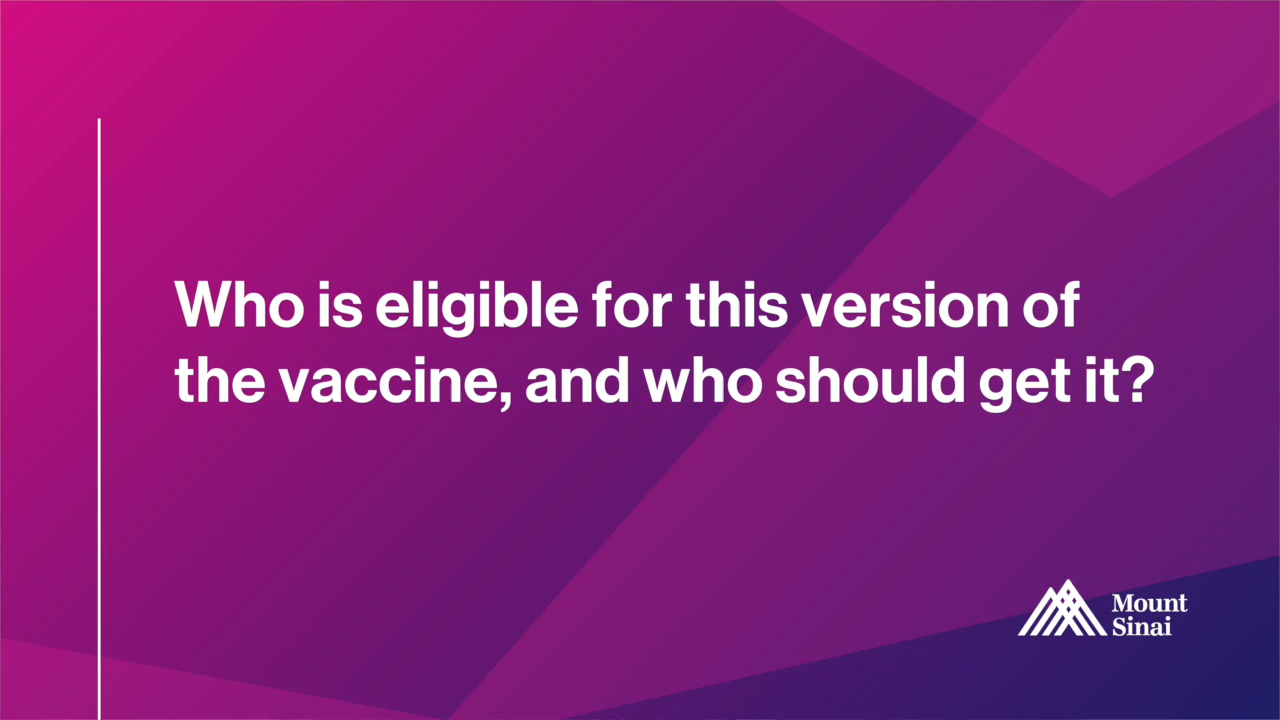 Who is eligible for this version of
the vaccine, and who should get it?
Mount
Sinai